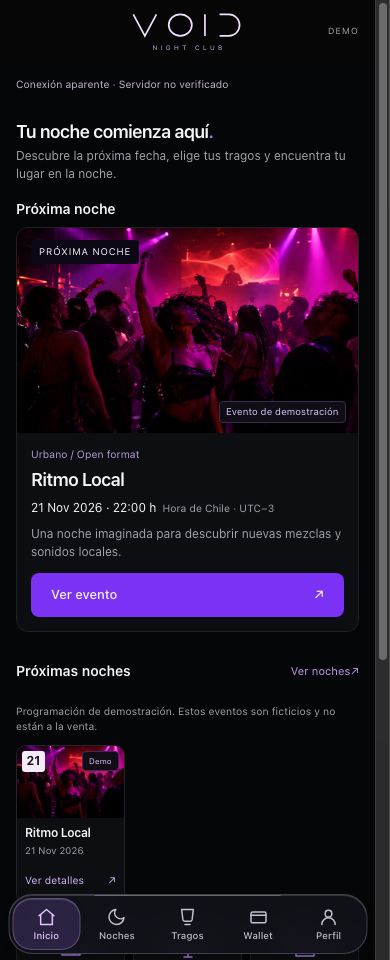 VOID
NIGHT CLUB
DEMO
Conexión aparente · Servidor no verificado
Tu noche comienza aquí.
Descubre la próxima fecha, elige tus tragos y encuentra tu
lugar en la noche.
Próxima noche
PRÓXIMA NOCHE
Evento de demostración
Urbano / Open format
Ritmo Local
21 Nov 2026 · 22:00 h Hora de Chile · UTC−3
Una noche imaginada para descubrir nuevas mezclas y
sonidos locales.
Ver evento ↗
Próximas noches
Ver noches↗
Programación de demostración. Estos eventos son ficticios y no
están a la venta.
21
Demo
Ritmo Local
21 Nov 2026
Ver detalles ↗
Inicio
Noches
Tragos
Wallet
Perfil